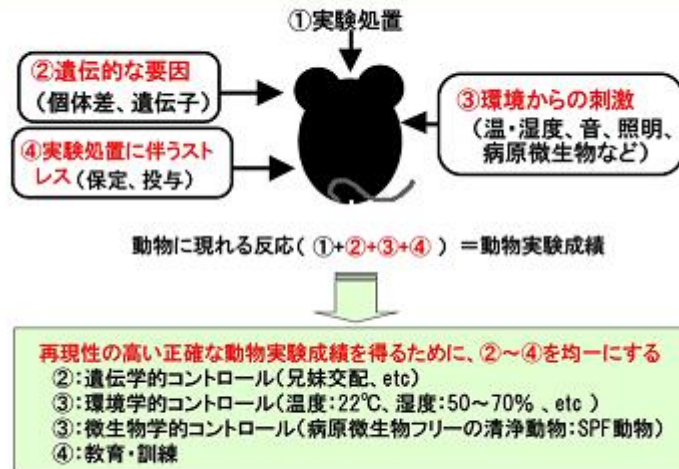 ①実験処置
②遺伝的な要因
(個体差、遺伝子)
③環境からの刺激
(温・湿度、音、照明、
病原微生物など)
④実験処置に伴うスト
レス(保定、投与)
動物に現れる反応( ①+②+③+④ ) =動物実験成績
再現性の高い正確な動物実験成績を得るために、②～④を均一にする
②:遺伝学的コントロール(兄妹交配、etc)
③:環境学的コントロール(温度:22℃、湿度:50～70% 、etc )
③:微生物学的コントロール(病原微生物フリーの清浄動物:SPF動物)
④:教育・訓練